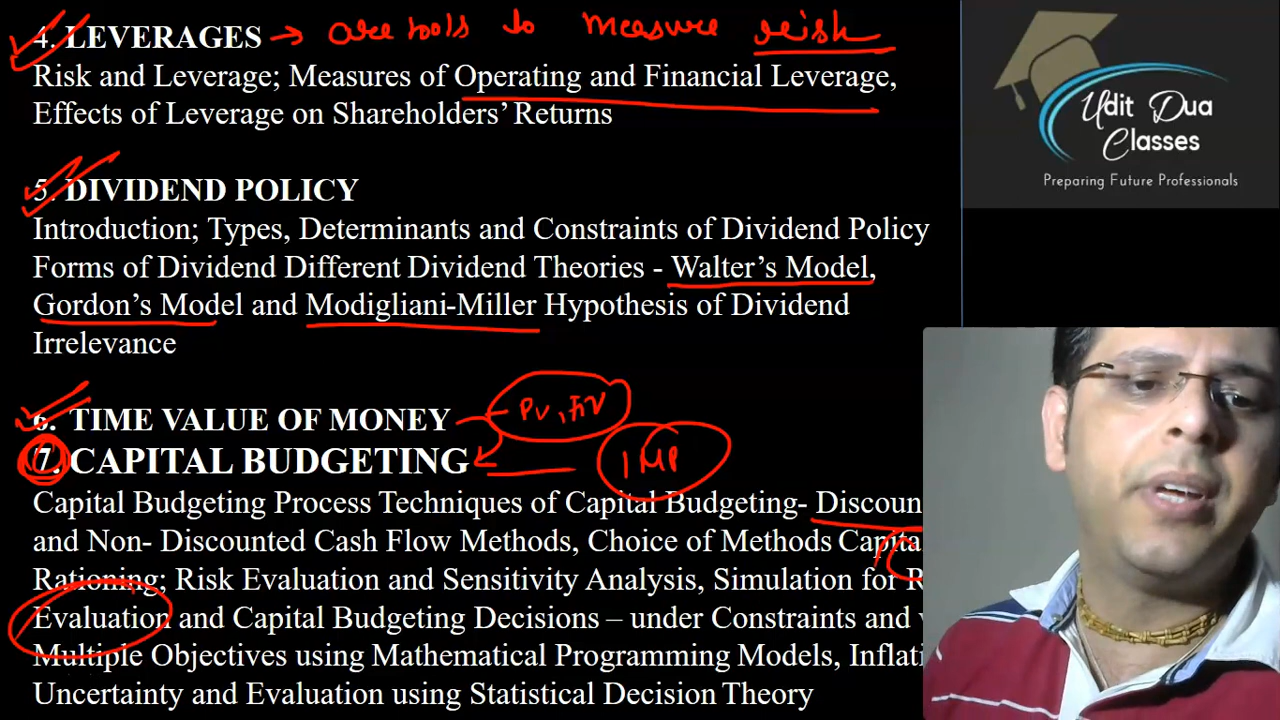 4. LEVERAGES → are tools to measure risk
Risk and Leverage; Measures of Operating and Financial Leverage,
Effects of Leverage on Shareholders’ Returns
5. DIVIDEND POLICY
Introduction; Types, Determinants and Constraints of Dividend Policy
Forms of Dividend Different Dividend Theories - Walter’s Model,
Gordon’s Model and Modigliani-Miller Hypothesis of Dividend
Irrelevance
6. TIME VALUE OF MONEY PV, FV
7. CAPITAL BUDGETING IMP
Capital Budgeting Process Techniques of Capital Budgeting- Discoun
and Non- Discounted Cash Flow Methods, Choice of Methods Capita
Rationing; Risk Evaluation and Sensitivity Analysis, Simulation for R
Evaluation and Capital Budgeting Decisions – under Constraints and
Multiple Objectives using Mathematical Programming Models, Inflati
Uncertainty and Evaluation using Statistical Decision Theory
Udit Dua
Classes
Preparing Future Professionals